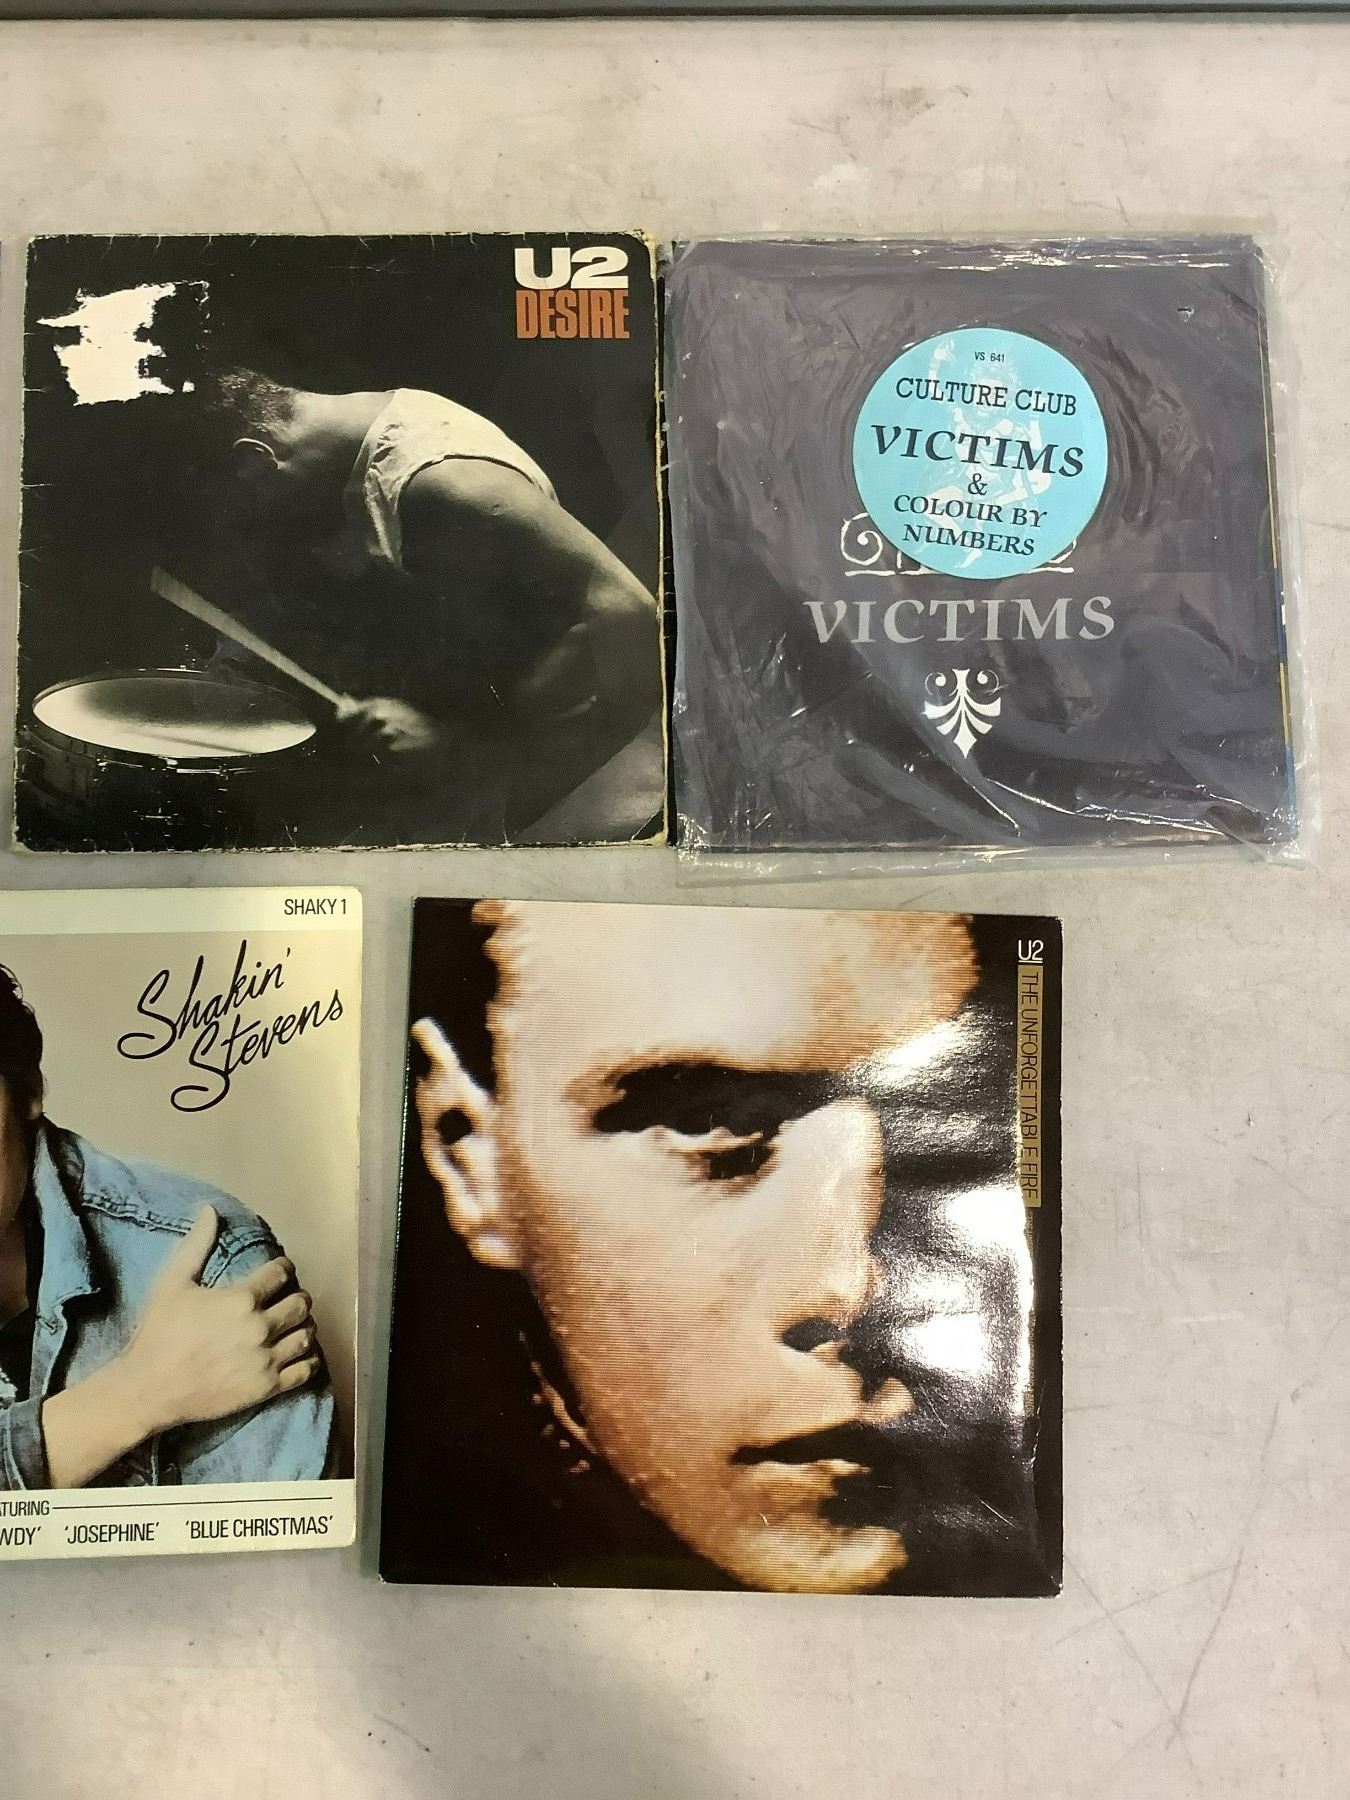 U2
DESIRE
VS 641
CULTURE CLUB
VICTIMS
&
COLOUR BY
NUMBERS
VICTIMS
SHAKY 1
Shakin'
Stevens
'JOSEPHINE' 'BLUE CHRISTMAS'
U2
THE UNFORGETTABLE FIRE